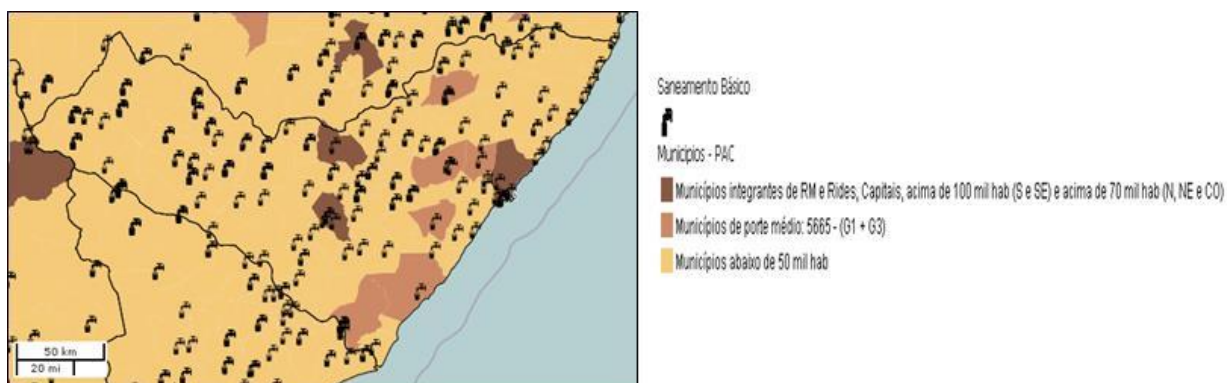 50 km
20 mi
Saneamento Básico
Municípios - PAC
Municípios integrantes de RM e Rides, Capitais, acima de 100 mil hab (S e SE) e acima de 70 mil hab (N, NE e CO)
Municípios de porte médio: 5665 - (G1 + G3)
Municípios abaixo de 50 mil hab